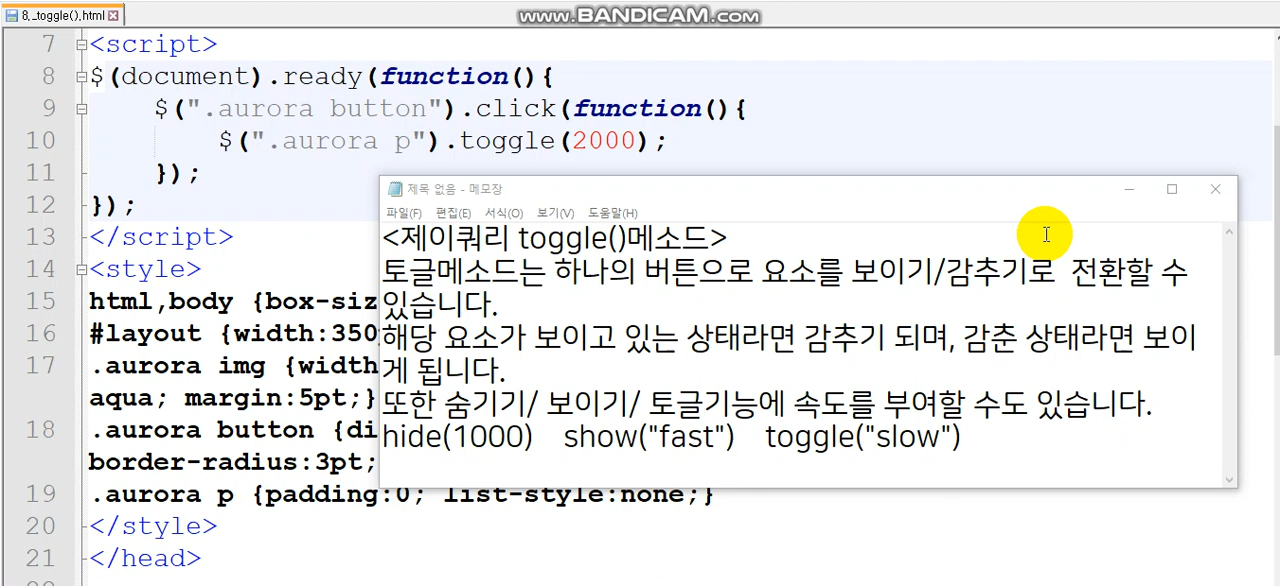 8._toggle().html
www.BANDICAM.com
7 <script>
8 $(document).ready(function(){
9 $(".aurora button").click(function(){
10 $(".aurora p").toggle(2000);
11 });
12 });
13 </script>
14 <style>
15 html,body {box-siz
16 #layout {width:350
17 .aurora img {width
aqua; margin:5pt;}
18 .aurora button {di
border-radius:3pt;
19 .aurora p {padding:0; list-style:none;}
20 </style>
21 </head>
제목 없음 - 메모장
파일(F) 편집(E) 서식(O) 보기(V) 도움말(H)
<제이쿼리 toggle()메소드>
토글메소드는 하나의 버튼으로 요소를 보이기/감추기로 전환할 수
있습니다.
해당 요소가 보이고 있는 상태라면 감추기 되며, 감춘 상태라면 보이
게 됩니다.
또한 숨기기/ 보이기/ 토글기능에 속도를 부여할 수도 있습니다.
hide(1000) show("fast") toggle("slow")